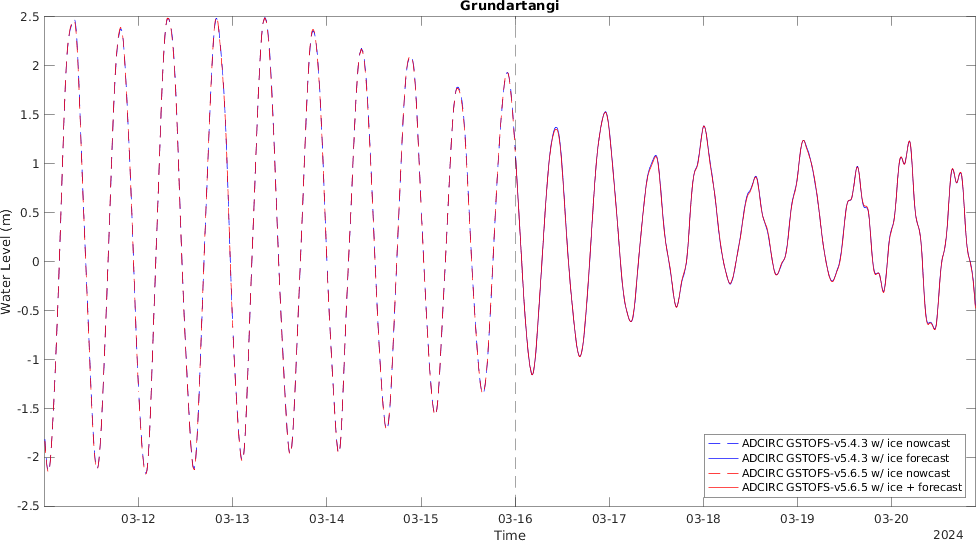 Grundartangi
2.5
2
1.5
1
0.5
0
-0.5
-1
-1.5
-2
-2.5
Water Level (m)
03-12 03-13 03-14 03-15 03-16 03-17 03-18 03-19 03-20
Time
2024
ADCIRC GSTOFS-v5.4.3 w/ ice nowcast
ADCIRC GSTOFS-v5.4.3 w/ ice forecast
ADCIRC GSTOFS-v5.6.5 w/ ice nowcast
ADCIRC GSTOFS-v5.6.5 w/ ice + forecast